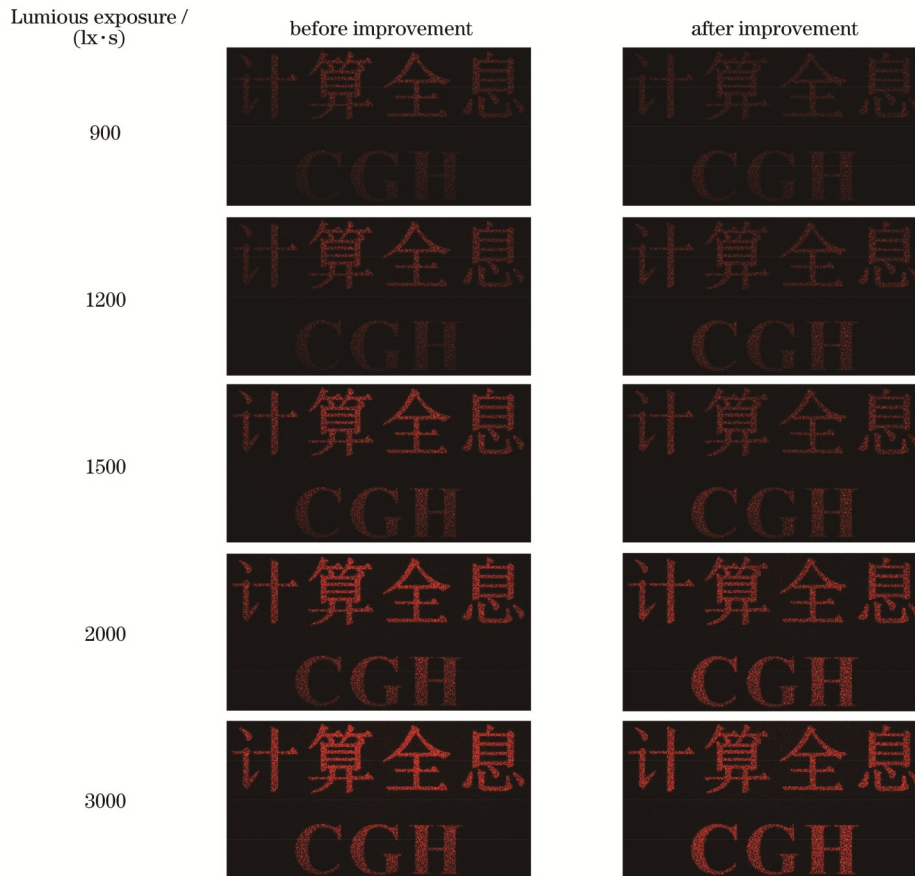 Lumious exposure /
(lx·s)
before improvement
after improvement
900
计算全息
CGH
计算全息
CGH
1200
计算全息
CGH
计算全息
CGH
1500
计算全息
CGH
计算全息
CGH
2000
计算全息
CGH
计算全息
CGH
3000
计算全息
CGH
计算全息
CGH